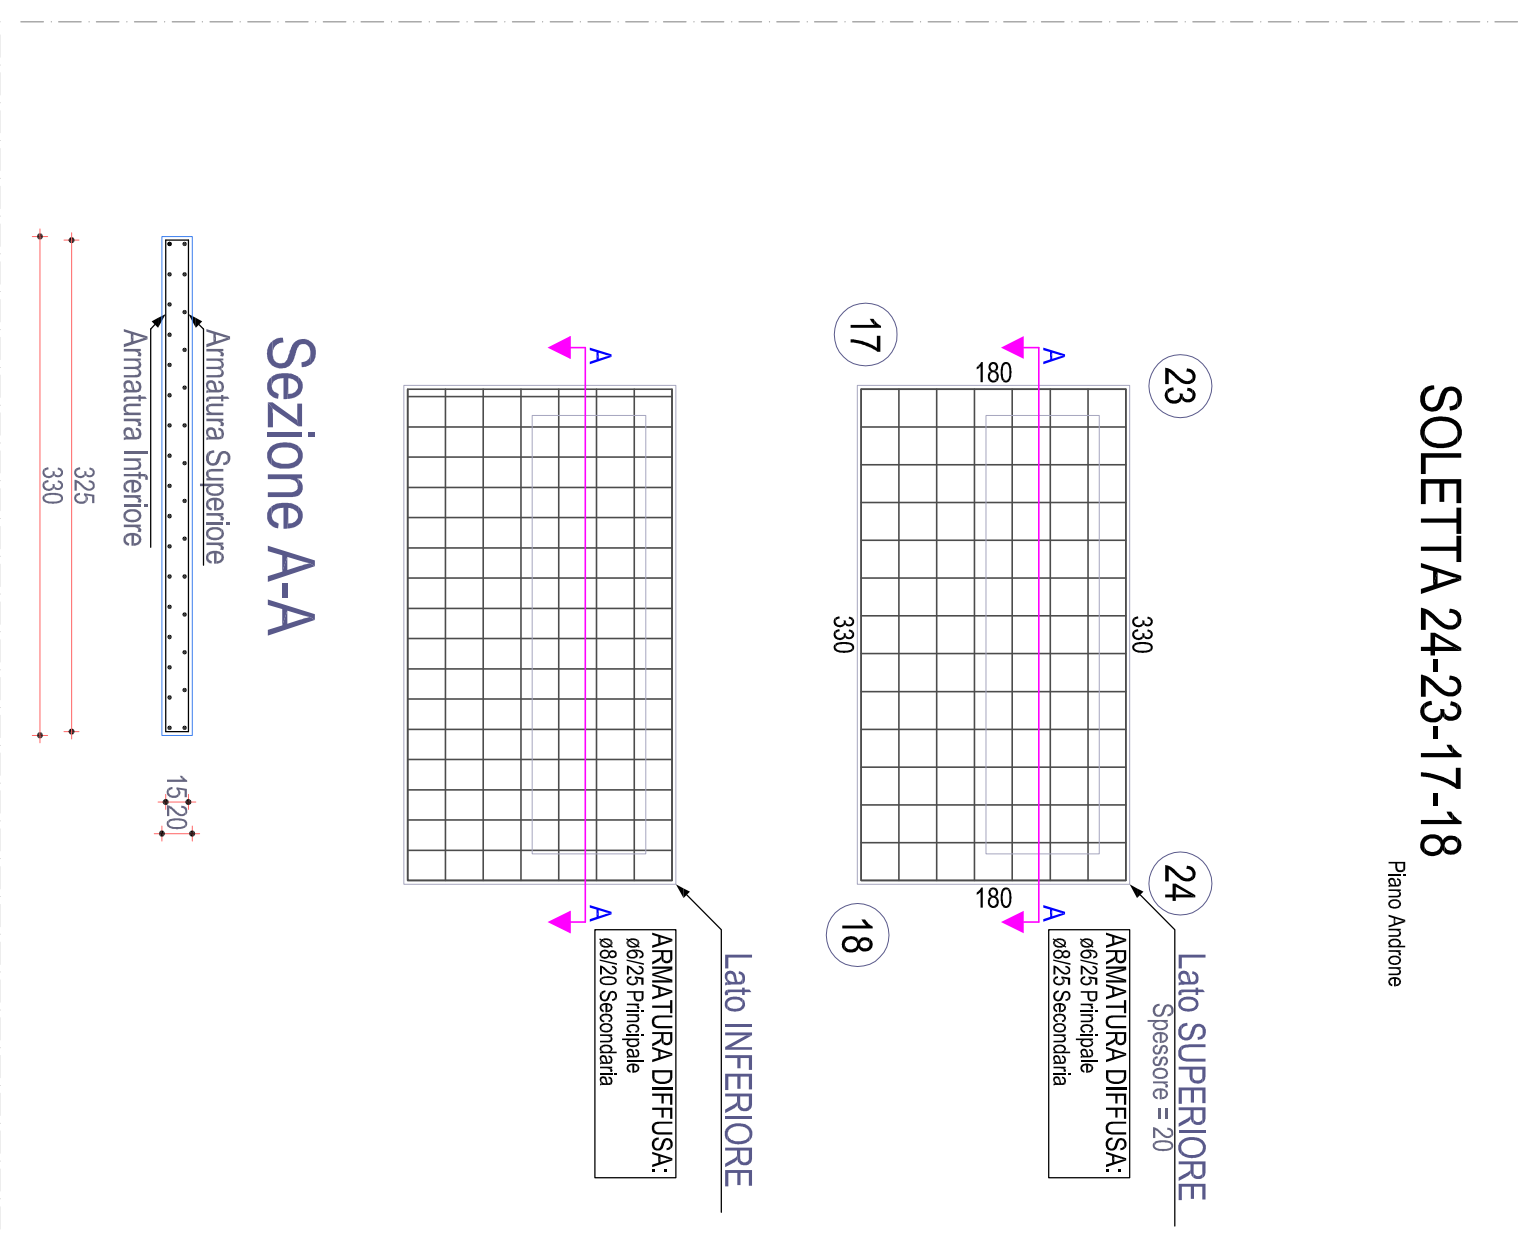 SOLETTA 24-23-17-18
Piano Androne
23
24
17
18
180
180
330
330
A
A
Lato SUPERIORE
Spessore = 20
ARMATURA DIFFUSA:
ø6/25 Principale
ø8/25 Secondaria
A
A
Lato INFERIORE
ARMATURA DIFFUSA:
ø6/25 Principale
ø8/20 Secondaria
Sezione A-A
Armatura Superiore
Armatura Inferiore
15
20
325
330